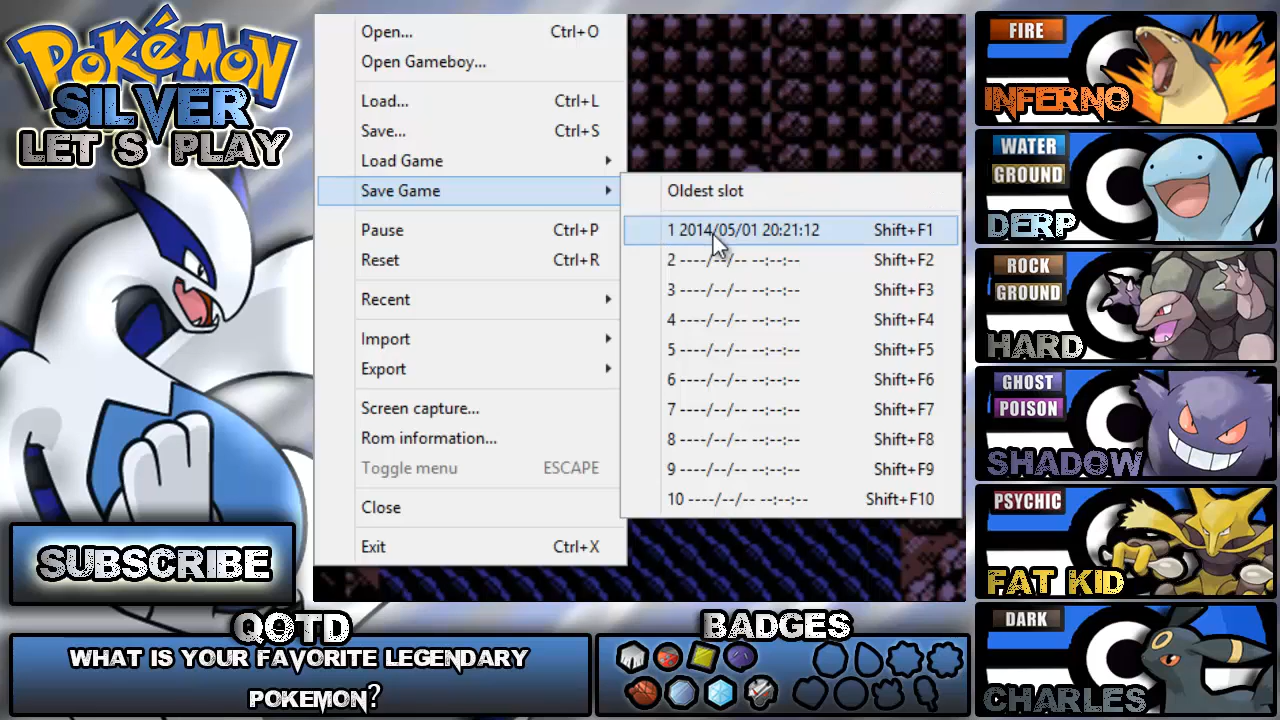 POKéMON
SILVER
LET'S PLAY
SUBSCRIBE
Open... Ctrl+O
Open Gameboy...
Load... Ctrl+L
Save... Ctrl+S
Load Game
Save Game
Pause Ctrl+P
Reset Ctrl+R
Recent
Import
Export
Screen capture...
Rom information...
Toggle menu ESCAPE
Close
Exit Ctrl+X
Oldest slot
1 2014/05/01 20:21:12 Shift+F1
2 ----/--/-- --:--:-- Shift+F2
3 ----/--/-- --:--:-- Shift+F3
4 ----/--/-- --:--:-- Shift+F4
5 ----/--/-- --:--:-- Shift+F5
6 ----/--/-- --:--:-- Shift+F6
7 ----/--/-- --:--:-- Shift+F7
8 ----/--/-- --:--:-- Shift+F8
9 ----/--/-- --:--:-- Shift+F9
10 ----/--/-- --:--:-- Shift+F10
FIRE
INFERNO
WATER
GROUND
DERP
ROCK
GROUND
HARD
GHOST
POISON
SHADOW
PSYCHIC
FAT KID
DARK
CHARLES
QOTD
WHAT IS YOUR FAVORITE LEGENDARY
POKEMON?
BADGES